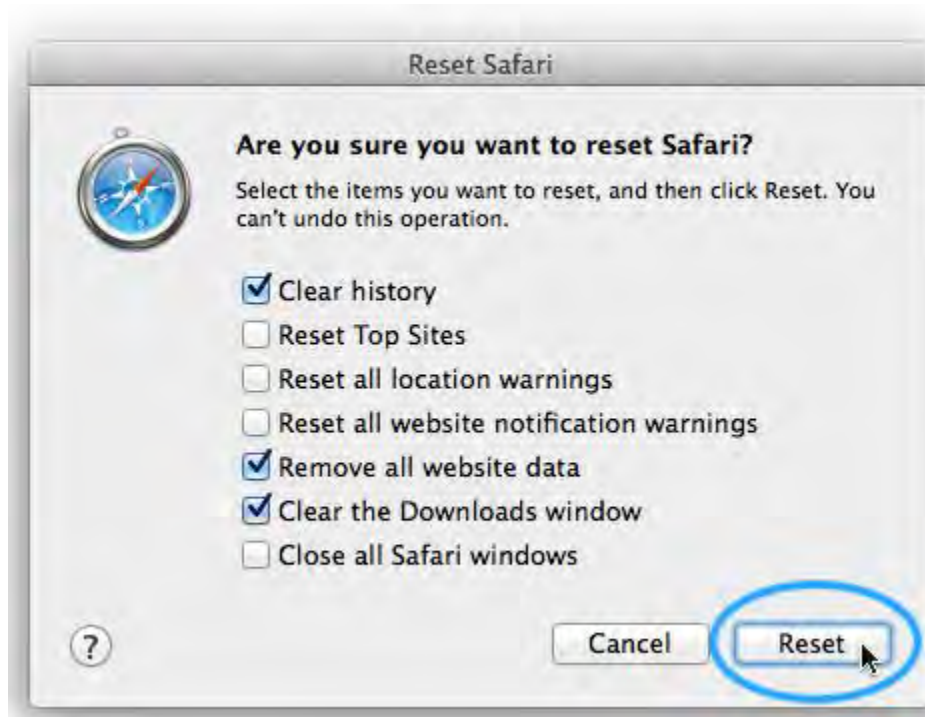 Reset Safari
Are you sure you want to reset Safari?
Select the items you want to reset, and then click Reset. You
can't undo this operation.
Clear history
Reset Top Sites
Reset all location warnings
Reset all website notification warnings
Remove all website data
Clear the Downloads window
Close all Safari windows
?
Cancel
Reset